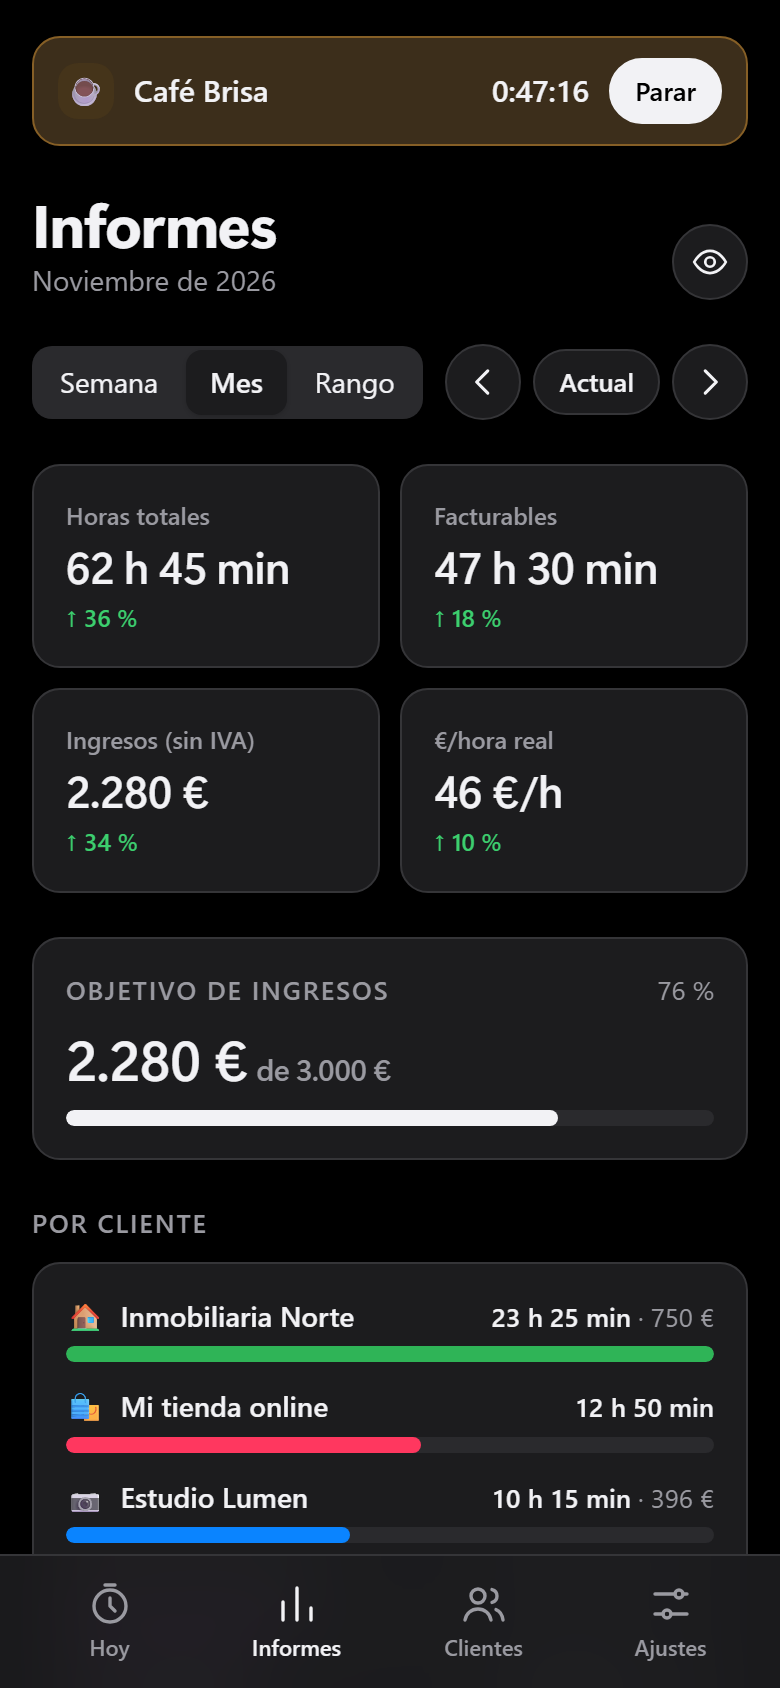 Café Brisa 0:47:16 Parar
Informes
Noviembre de 2026
Semana Mes Rango Actual
Horas totales
62 h 45 min
↑ 36 %
Facturables
47 h 30 min
↑ 18 %
Ingresos (sin IVA)
2.280 €
↑ 34 %
€/hora real
46 €/h
↑ 10 %
OBJETIVO DE INGRESOS 76 %
2.280 € de 3.000 €
POR CLIENTE
Inmobiliaria Norte 23 h 25 min · 750 €
Mi tienda online 12 h 50 min
Estudio Lumen 10 h 15 min · 396 €
Hoy Informes Clientes Ajustes